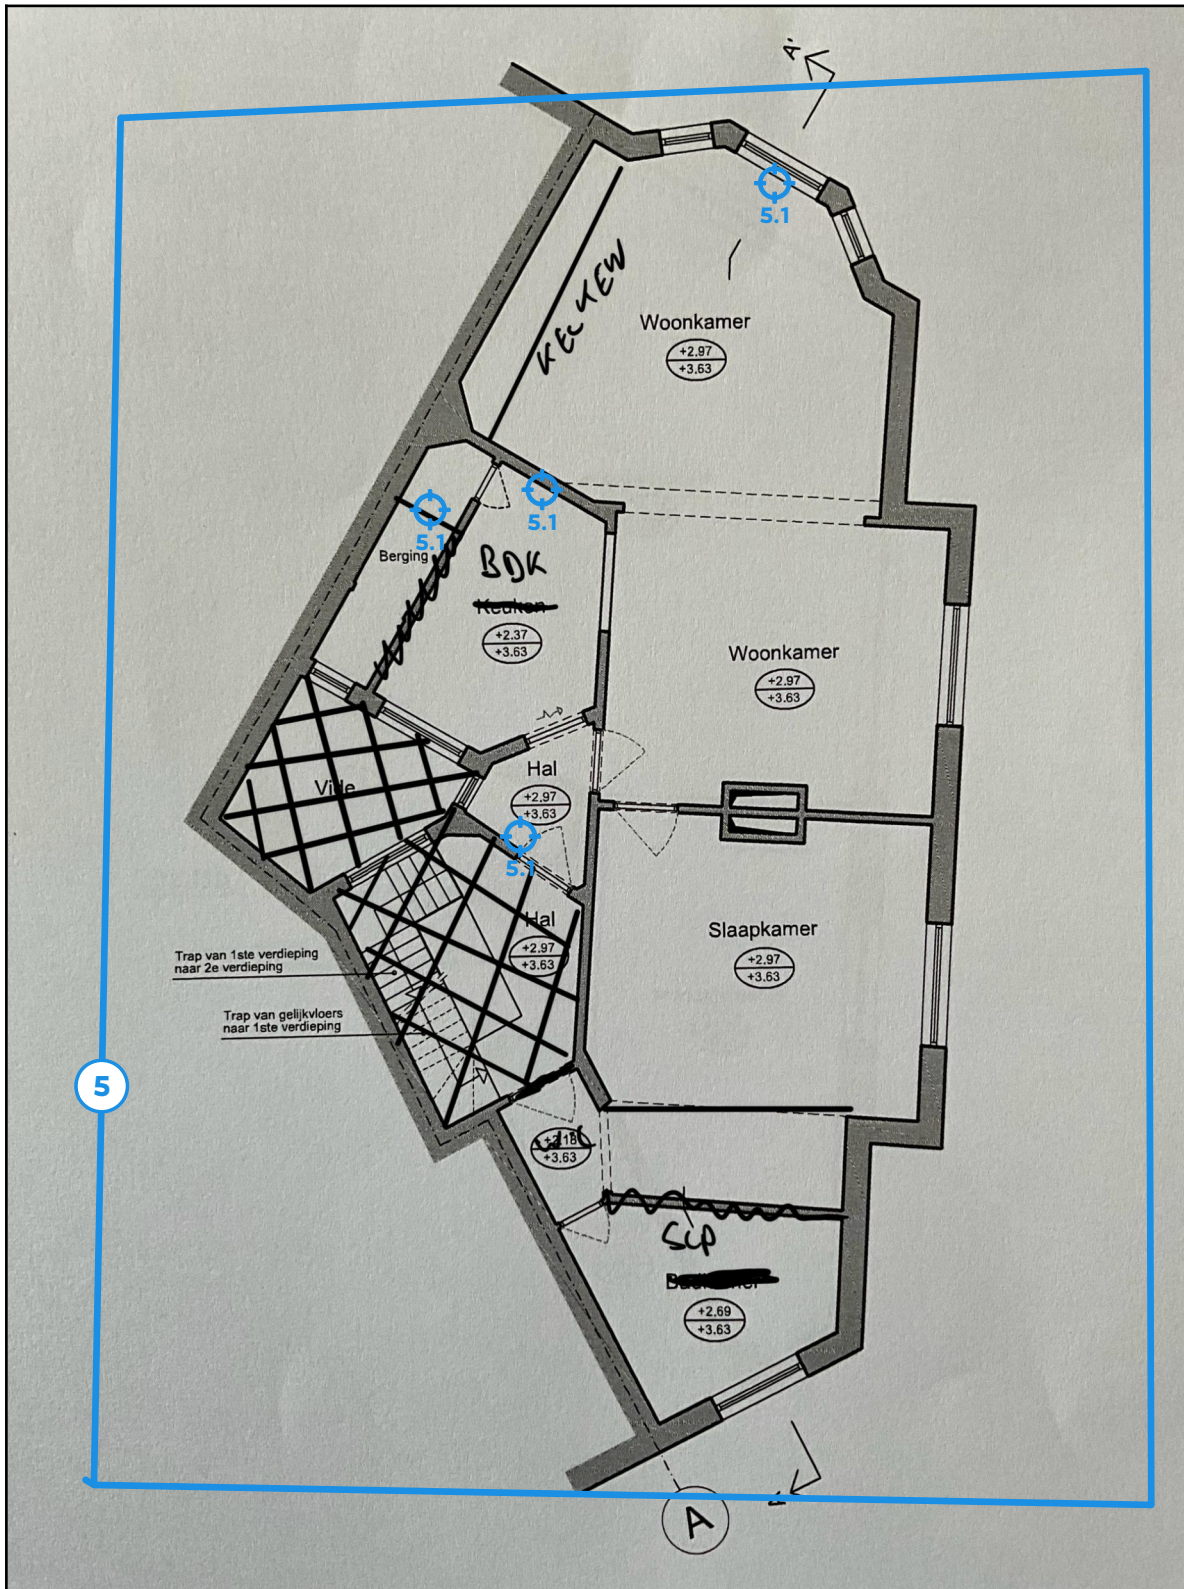 A'
5.1
KEUKEN
Woonkamer
+2.97
+3.63
5.1
5.1
Berging
BDK
Keuken
+2.37
+3.63
Woonkamer
+2.97
+3.63
Hal
+2.97
+3.63
Vide
5.1
Hal
+2.97
+3.63
Slaapkamer
+2.97
+3.63
Trap van 1ste verdieping
naar 2e verdieping
Trap van gelijkvloers
naar 1ste verdieping
5
+3.63
SLP
+2.69
+3.63
A